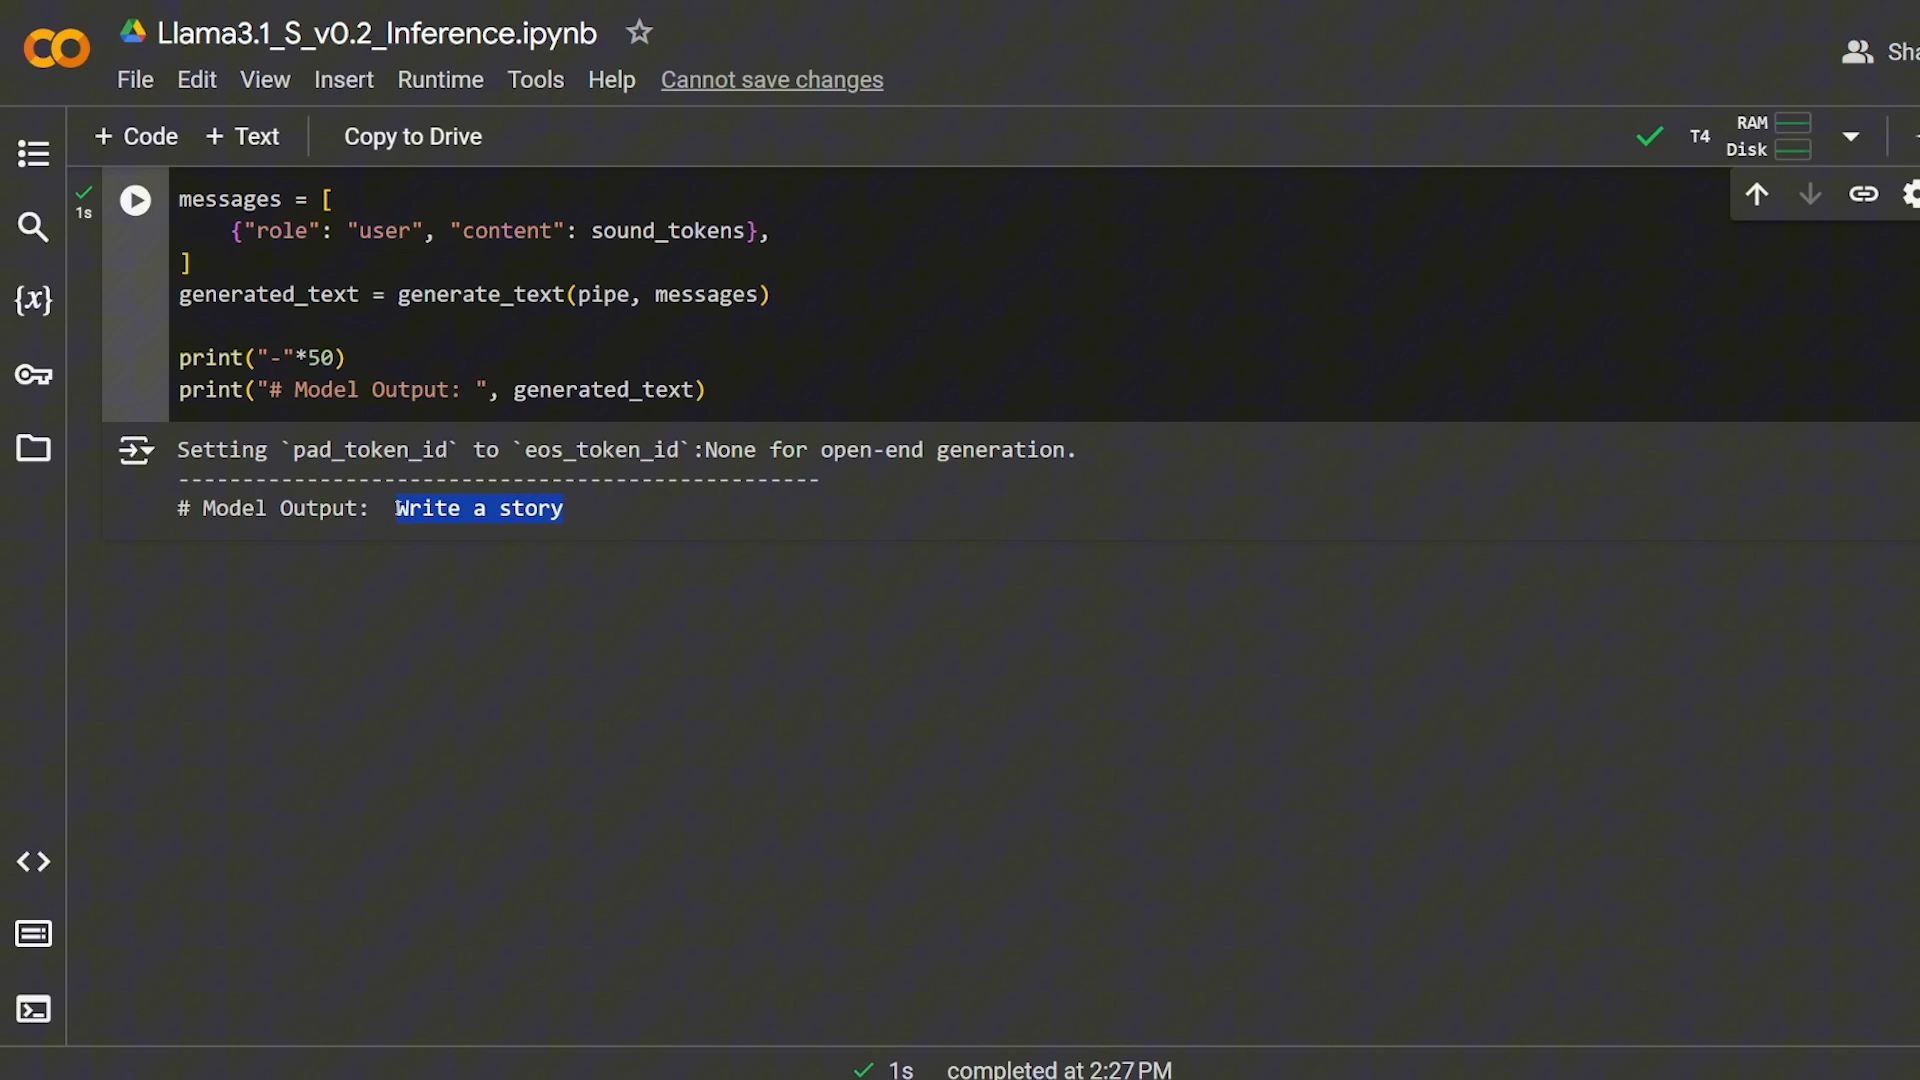 Llama3.1_S_v0.2_Inference.ipynb
File Edit View Insert Runtime Tools Help Cannot save changes
+ Code + Text Copy to Drive
T4 RAM Disk
1s
messages = [
    {"role": "user", "content": sound_tokens},
]
generated_text = generate_text(pipe, messages)
print("-"*50)
print("# Model Output: ", generated_text)
Setting `pad_token_id` to `eos_token_id`:None for open-end generation.
--------------------------------------------------
# Model Output:  Write a story
1s completed at 2:27 PM